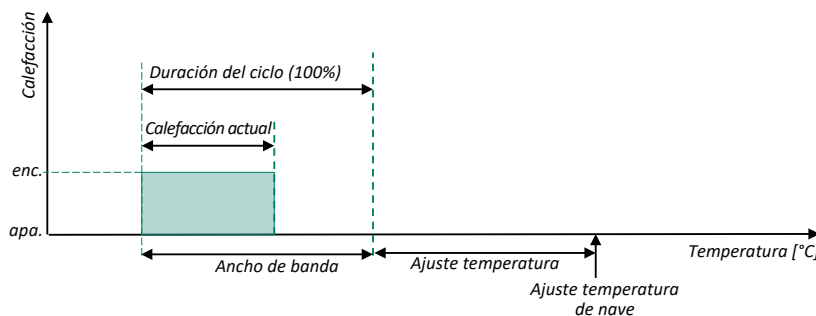 Calefacción
Duración del ciclo (100%)
Calefacción actual
enc.
apa.
Ancho de banda
Ajuste temperatura
Temperatura [°C]
Ajuste temperatura
de nave